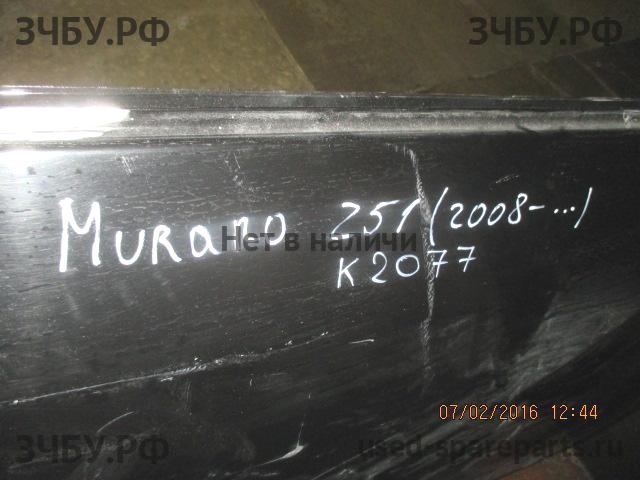 ЗЧБУ.РФ ЗЧБУ.РФ
Murano Z51 (2008-...)
Нет в наличии
K2077
07/02/2016 12:44
ЗЧБУ.РФ used-spareparts.ru